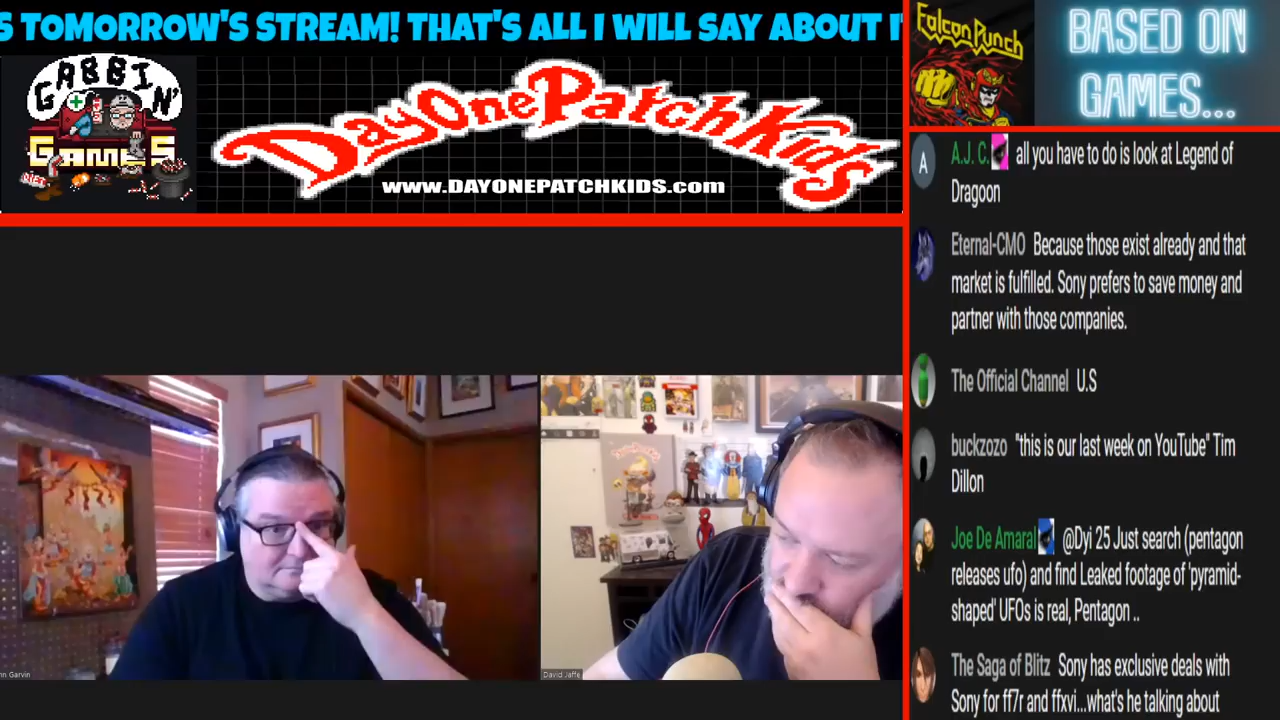 S TOMORROW'S STREAM! THAT'S ALL I WILL SAY ABOUT I
GABBIN'
GAMES
DayOnePatchKids
www.DAYONEPATCHKIDS.com
Falcon Punch
BASED ON
GAMES...
A
A.J. C. all you have to do is look at Legend of
Dragoon
Eternal-CMO Because those exist already and that
market is fulfilled. Sony prefers to save money and
partner with those companies.
The Official Channel U.S
buckzozo "this is our last week on YouTube" Tim
Dillon
Joe De Amaral @Dyi 25 Just search (pentagon
releases ufo) and find Leaked footage of 'pyramid-
shaped' UFOs is real, Pentagon ..
The Saga of Blitz Sony has exclusive deals with
Sony for ff7r and ffxvi...what's he talking about
nn Garvin
David Jaffe